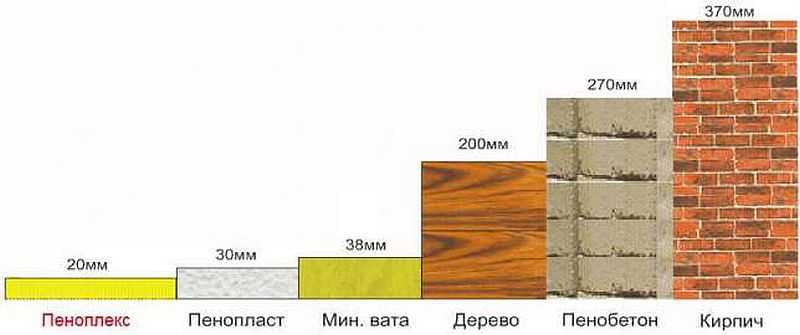 370мм
270мм
200мм
38мм
30мм
20мм
Пеноплекс Пенопласт Мин. вата Дерево Пенобетон Кирпич